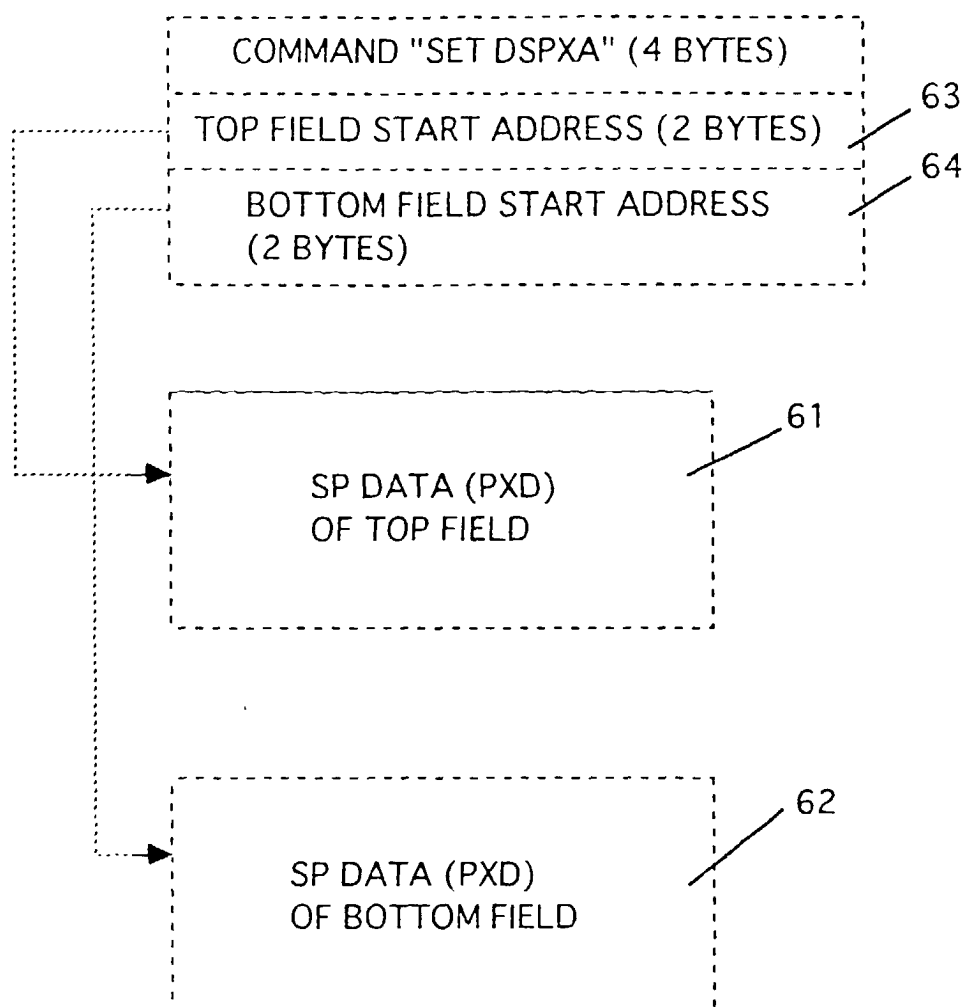 COMMAND "SET DSPXA" (4 BYTES)
TOP FIELD START ADDRESS (2 BYTES)
63
BOTTOM FIELD START ADDRESS
(2 BYTES)
64
SP DATA (PXD)
OF TOP FIELD
61
SP DATA (PXD)
OF BOTTOM FIELD
62